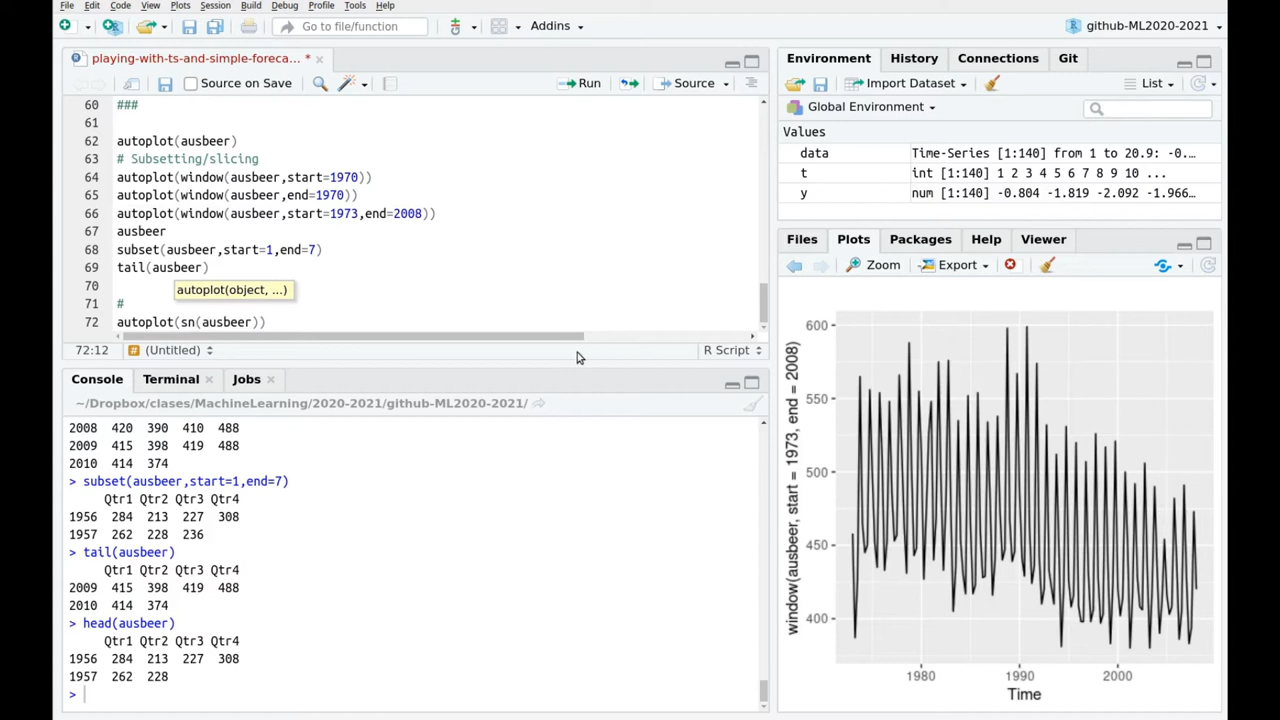 File Edit Code View Plots Session Build Debug Profile Tools Help
Go to file/function
Addins
github-ML2020-2021
playing-with-ts-and-simple-foreca... *
Source on Save
Run
Source
60 ###
61
62 autoplot(ausbeer)
63 # Subsetting/slicing
64 autoplot(window(ausbeer,start=1970))
65 autoplot(window(ausbeer,end=1970))
66 autoplot(window(ausbeer,start=1973,end=2008))
67 ausbeer
68 subset(ausbeer,start=1,end=7)
69 tail(ausbeer)
70
autoplot(object, ...)
71 #
72 autoplot(sn(ausbeer))
72:12 # (Untitled) R Script
Console Terminal Jobs
~/Dropbox/clases/MachineLearning/2020-2021/github-ML2020-2021/
2008 420 390 410 488
2009 415 398 419 488
2010 414 374
> subset(ausbeer,start=1,end=7)
Qtr1 Qtr2 Qtr3 Qtr4
1956 284 213 227 308
1957 262 228 236
> tail(ausbeer)
Qtr1 Qtr2 Qtr3 Qtr4
2009 415 398 419 488
2010 414 374
> head(ausbeer)
Qtr1 Qtr2 Qtr3 Qtr4
1956 284 213 227 308
1957 262 228
>
Environment History Connections Git
Import Dataset List
Global Environment
Values
data Time-Series [1:140] from 1 to 20.9: -0.…
t int [1:140] 1 2 3 4 5 6 7 8 9 10 ...
y num [1:140] -0.804 -1.819 -2.092 -1.966…
Files Plots Packages Help Viewer
Zoom Export
window(ausbeer, start = 1973, end = 2008)
600
550
500
450
400
1980 1990 2000
Time